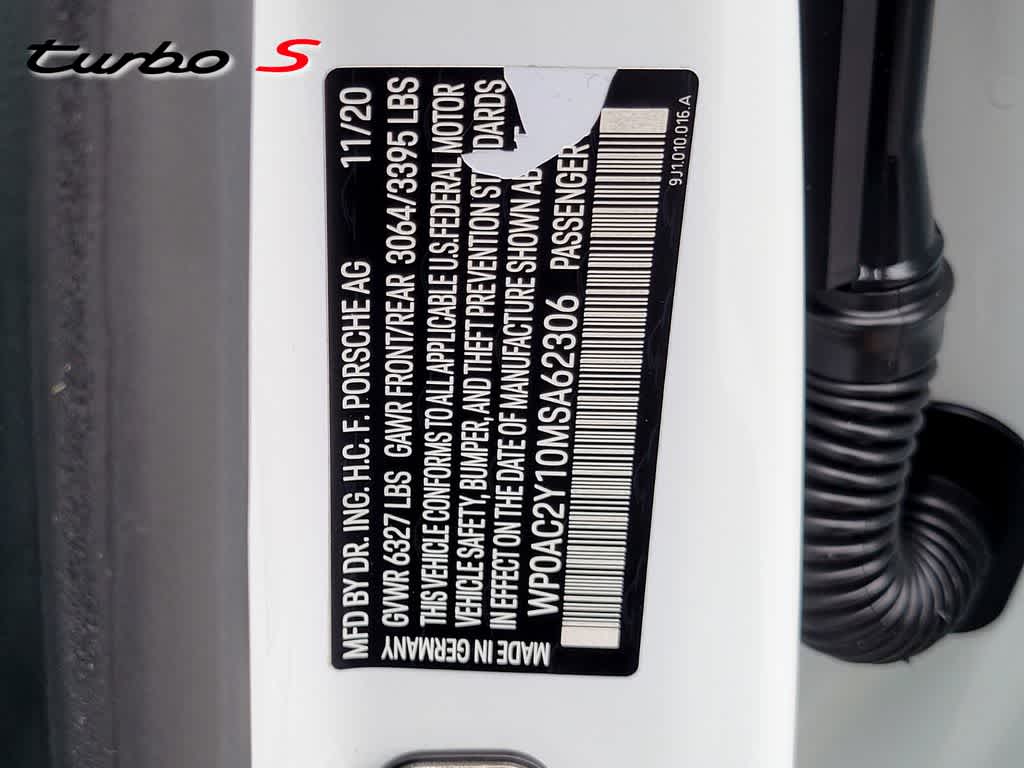 turbo S
MFD BY DR. ING. H.C. F. PORSCHE AG 11/20
GVWR 6327 LBS GAWR FRONT/REAR 3064/3395 LBS
THIS VEHICLE CONFORMS TO ALL APPLICABLE U.S. FEDERAL MOTOR
VEHICLE SAFETY, BUMPER, AND THEFT PREVENTION ST DARDS
IN EFFECT ON THE DATE OF MANUFACTURE SHOWN AB
WP0AC2Y10MSA62306 PASSENGER
MADE IN GERMANY
9J1.010.016.A